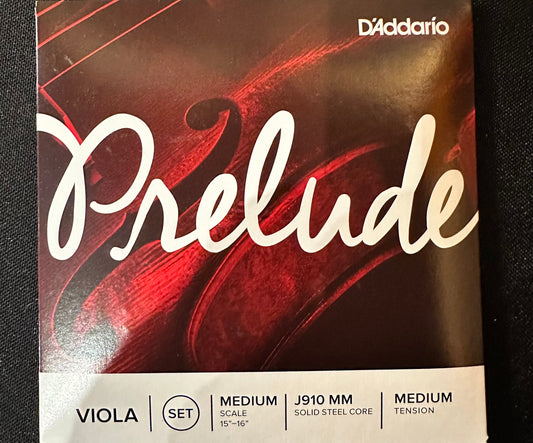 D'Addario
Prelude
VIOLA
SET
MEDIUM
SCALE
15"–16"
J910 MM
SOLID STEEL CORE
MEDIUM
TENSION